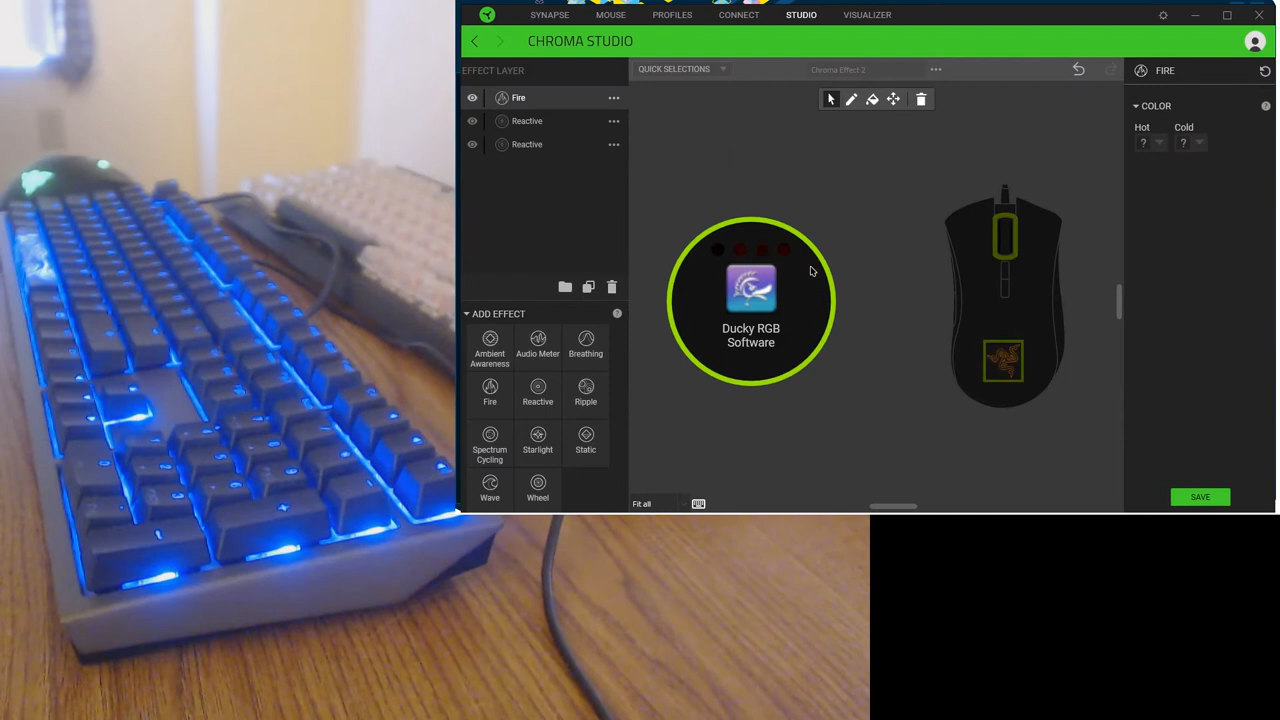 SYNAPSE MOUSE PROFILES CONNECT STUDIO VISUALIZER
CHROMA STUDIO
EFFECT LAYER
Fire
Reactive
Reactive
ADD EFFECT
Ambient Awareness
Audio Meter
Breathing
Fire
Reactive
Ripple
Spectrum Cycling
Starlight
Static
Wave
Wheel
QUICK SELECTIONS
Chroma Effect 2
Ducky RGB
Software
Fit all
FIRE
COLOR
Hot Cold
? ?
SAVE